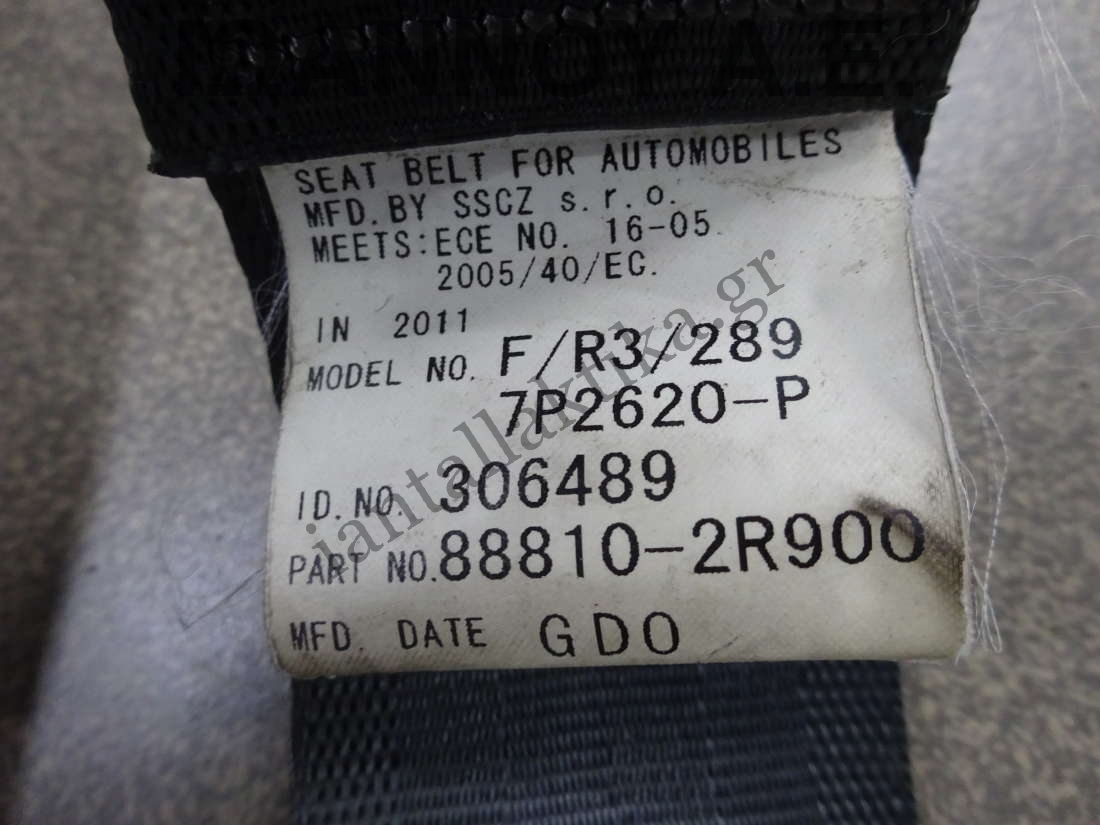 SEAT BELT FOR AUTOMOBILES
MFD. BY SSCZ s.r.o.
MEETS:ECE NO. 16-05
2005/40/EC.
IN 2011
MODEL NO. F/R3/289
7P2620-P
ID. NO. 306489
PART NO. 88810-2R900
MFD. DATE GDO
iantallaktika.gr